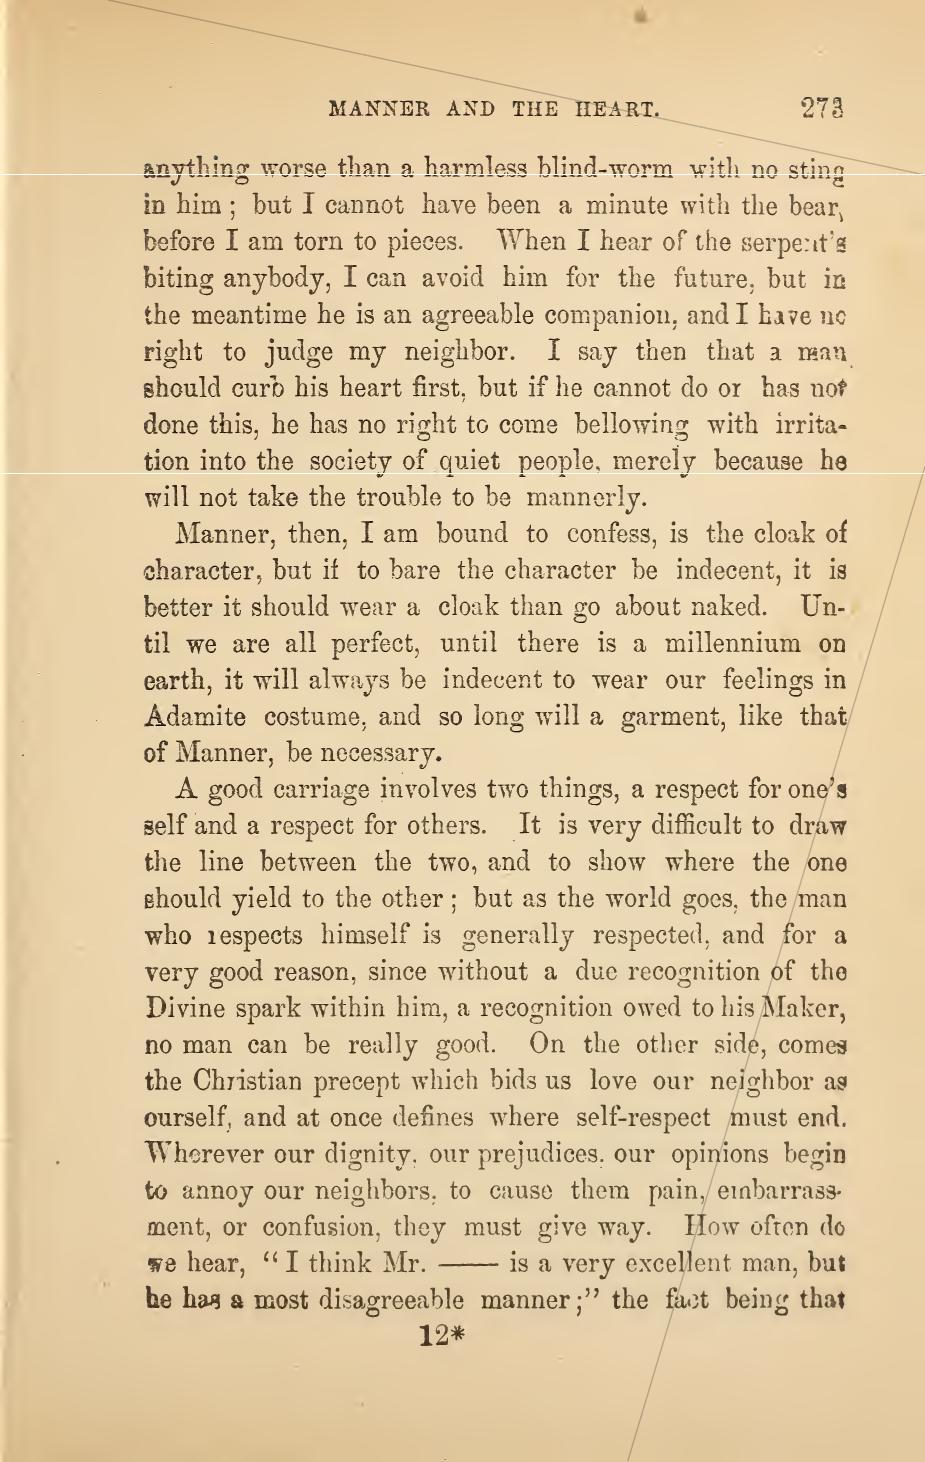 MANNER AND THE HEART. 273
anything worse than a harmless blind-worm with no sting
in him; but I cannot have been a minute with the bear,
before I am torn to pieces. When I hear of the serpent's
biting anybody, I can avoid him for the future, but in
the meantime he is an agreeable companion, and I have no
right to judge my neighbor. I say then that a man
should curb his heart first, but if he cannot do or has not
done this, he has no right to come bellowing with irrita-
tion into the society of quiet people, merely because he
will not take the trouble to be mannerly.
Manner, then, I am bound to confess, is the cloak of
character, but if to bare the character be indecent, it is
better it should wear a cloak than go about naked. Un-
til we are all perfect, until there is a millennium on
earth, it will always be indecent to wear our feelings in
Adamite costume, and so long will a garment, like that
of Manner, be necessary.
A good carriage involves two things, a respect for one's
self and a respect for others. It is very difficult to draw
the line between the two, and to show where the one
should yield to the other; but as the world goes, the man
who respects himself is generally respected, and for a
very good reason, since without a due recognition of the
Divine spark within him, a recognition owed to his Maker,
no man can be really good. On the other side, comes
the Christian precept which bids us love our neighbor as
ourself, and at once defines where self-respect must end.
Wherever our dignity, our prejudices, our opinions begin
to annoy our neighbors, to cause them pain, embarrass-
ment, or confusion, they must give way. How often do
we hear, "I think Mr. —— is a very excellent man, but
he has a most disagreeable manner;" the fact being that
12*